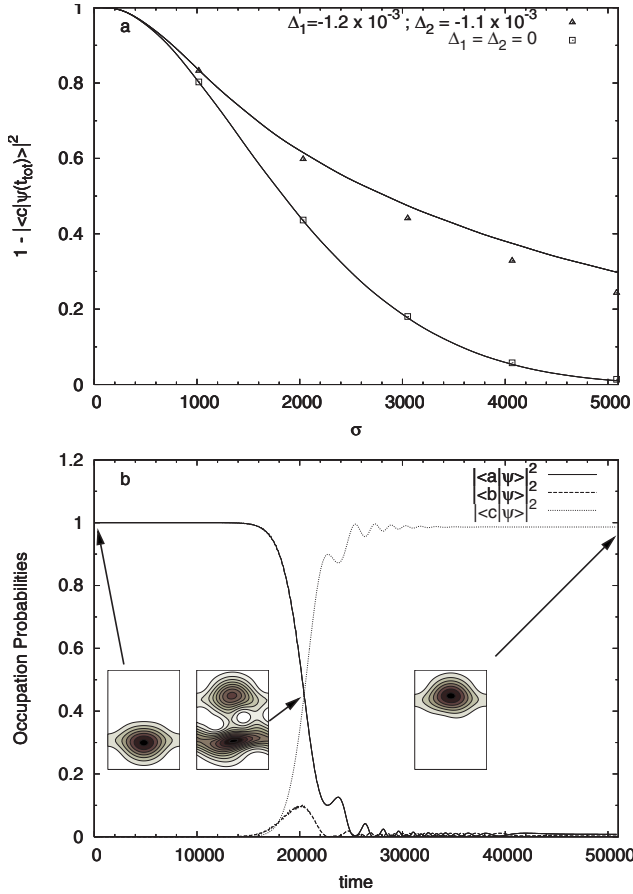 a
Δ₁=-1.2 x 10⁻³ ; Δ₂ = -1.1 x 10⁻³
Δ₁ = Δ₂ = 0
1 - |<c|ψ(t_tot)>|²
1
0.8
0.6
0.4
0.2
0
0 1000 2000 3000 4000 5000
σ
b
|<a|ψ>|²
|<b|ψ>|²
|<c|ψ>|²
Occupation Probabilities
1.2
1
0.8
0.6
0.4
0.2
0
0 10000 20000 30000 40000 50000
time